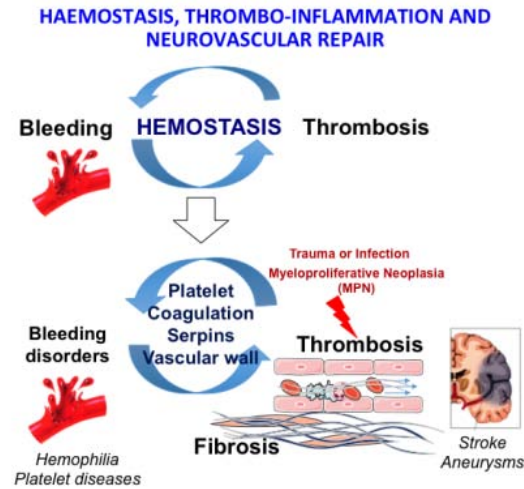 HAEMOSTASIS, THROMBO-INFLAMMATION AND
NEUROVASCULAR REPAIR
Bleeding
HEMOSTASIS
Thrombosis
Trauma or Infection
Myeloproliferative Neoplasia
(MPN)
Platelet
Coagulation
Serpins
Vascular wall
Bleeding
disorders
Thrombosis
Fibrosis
Hemophilia
Platelet diseases
Stroke
Aneurysms